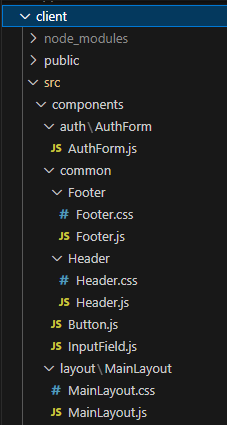 client
node_modules
public
src
components
auth\AuthForm
JS AuthForm.js
common
Footer
# Footer.css
JS Footer.js
Header
# Header.css
JS Header.js
JS Button.js
JS InputField.js
layout\MainLayout
# MainLayout.css
JS MainLayout.js